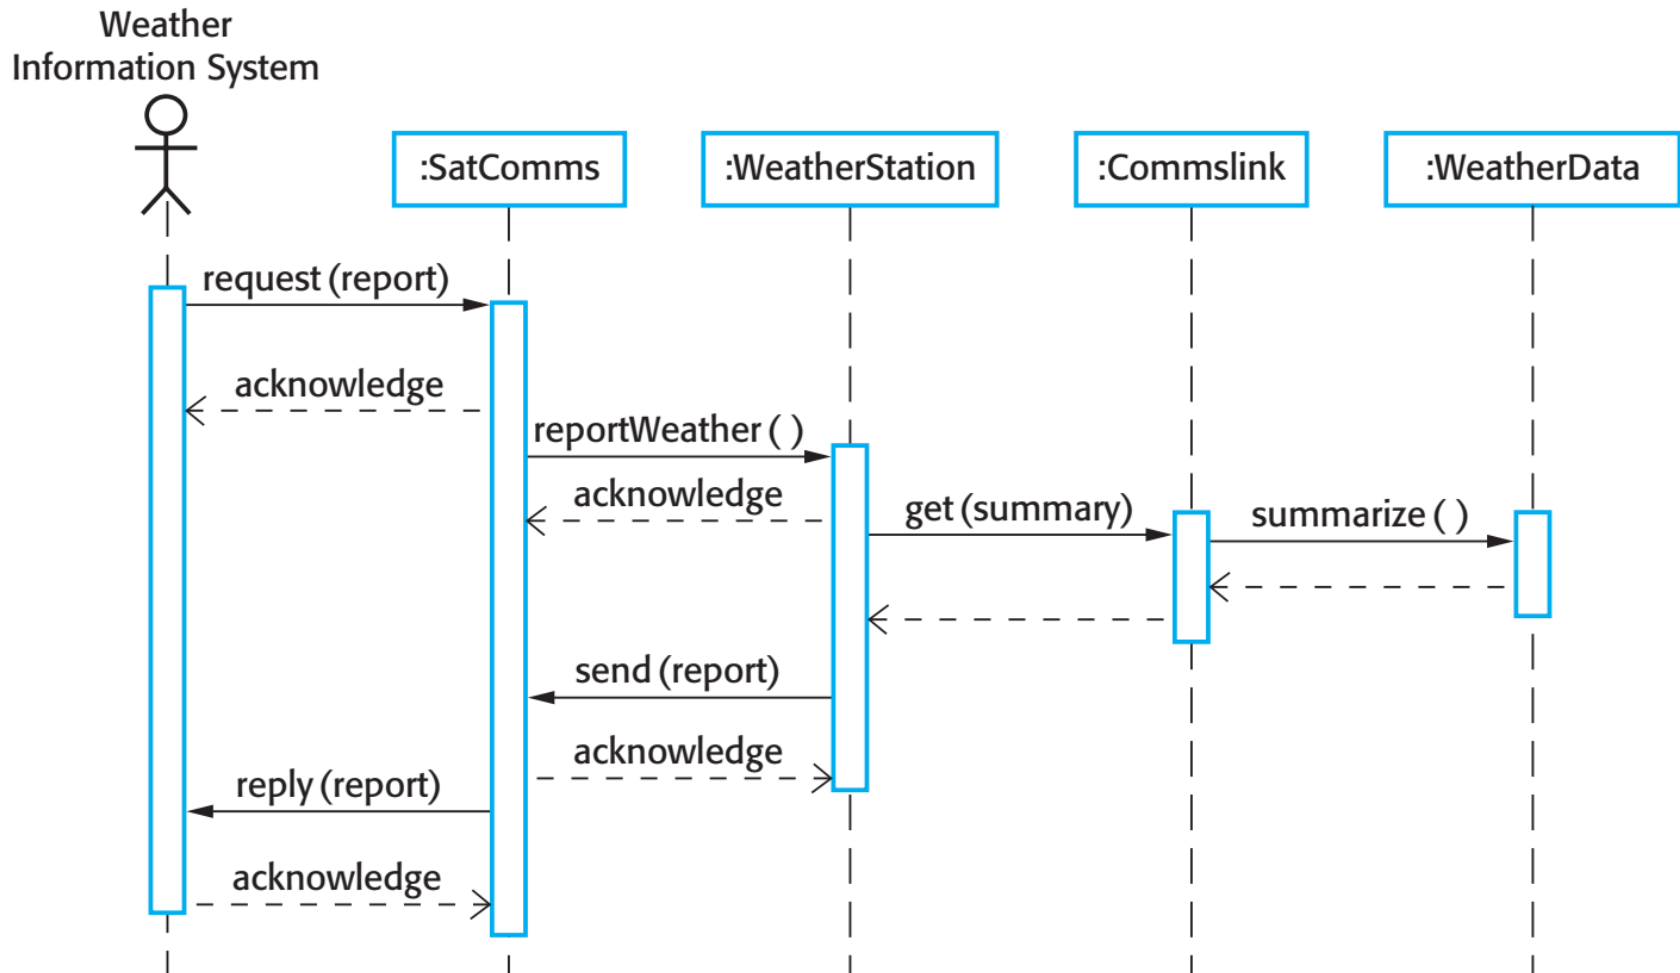 Weather
Information System
:SatComms
:WeatherStation
:Commslink
:WeatherData
request (report)
acknowledge
reportWeather ( )
acknowledge
get (summary)
summarize ( )
send (report)
acknowledge
reply (report)
acknowledge